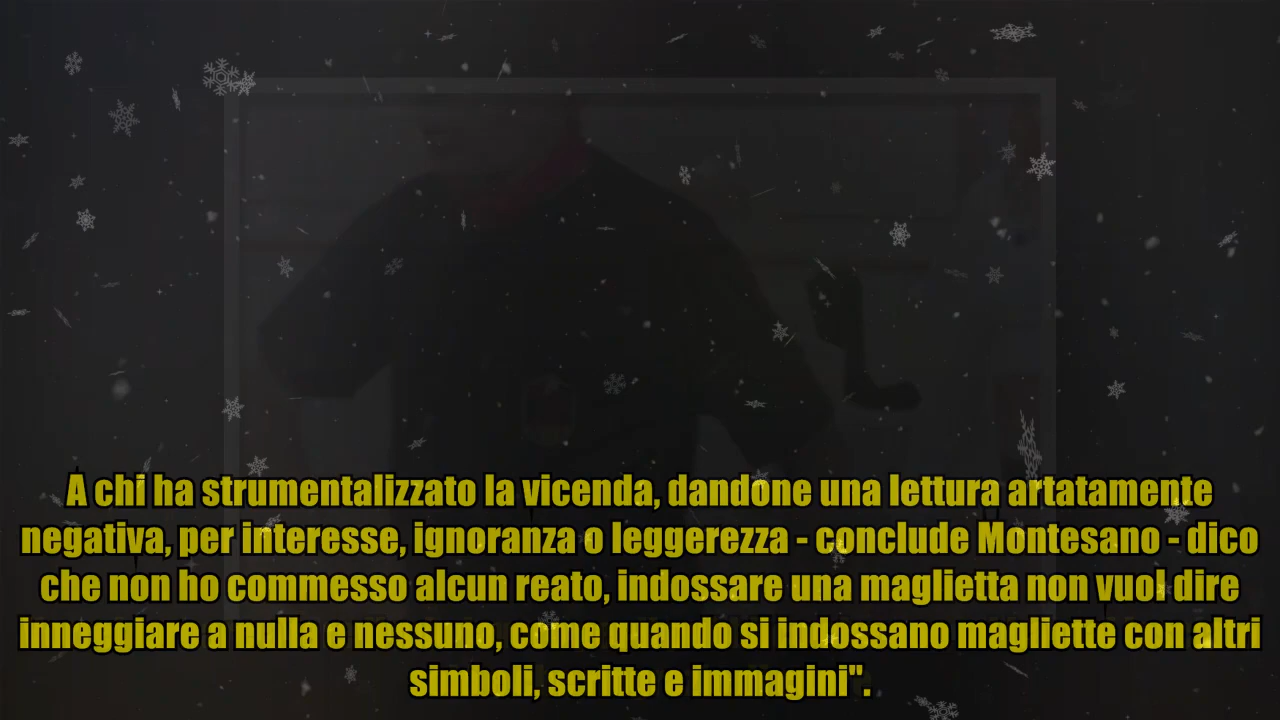 A chi ha strumentalizzato la vicenda, dandone una lettura artatamente
negativa, per interesse, ignoranza o leggerezza - conclude Montesano - dico
che non ho commesso alcun reato, indossare una maglietta non vuol dire
inneggiare a nulla e nessuno, come quando si indossano magliette con altri
simboli, scritte e immagini".